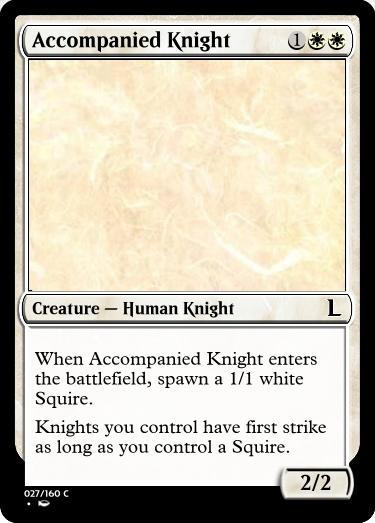 Accompanied Knight 1
Creature — Human Knight L
When Accompanied Knight enters
the battlefield, spawn a 1/1 white
Squire.
Knights you control have first strike
as long as you control a Squire.
2/2
027/160 C